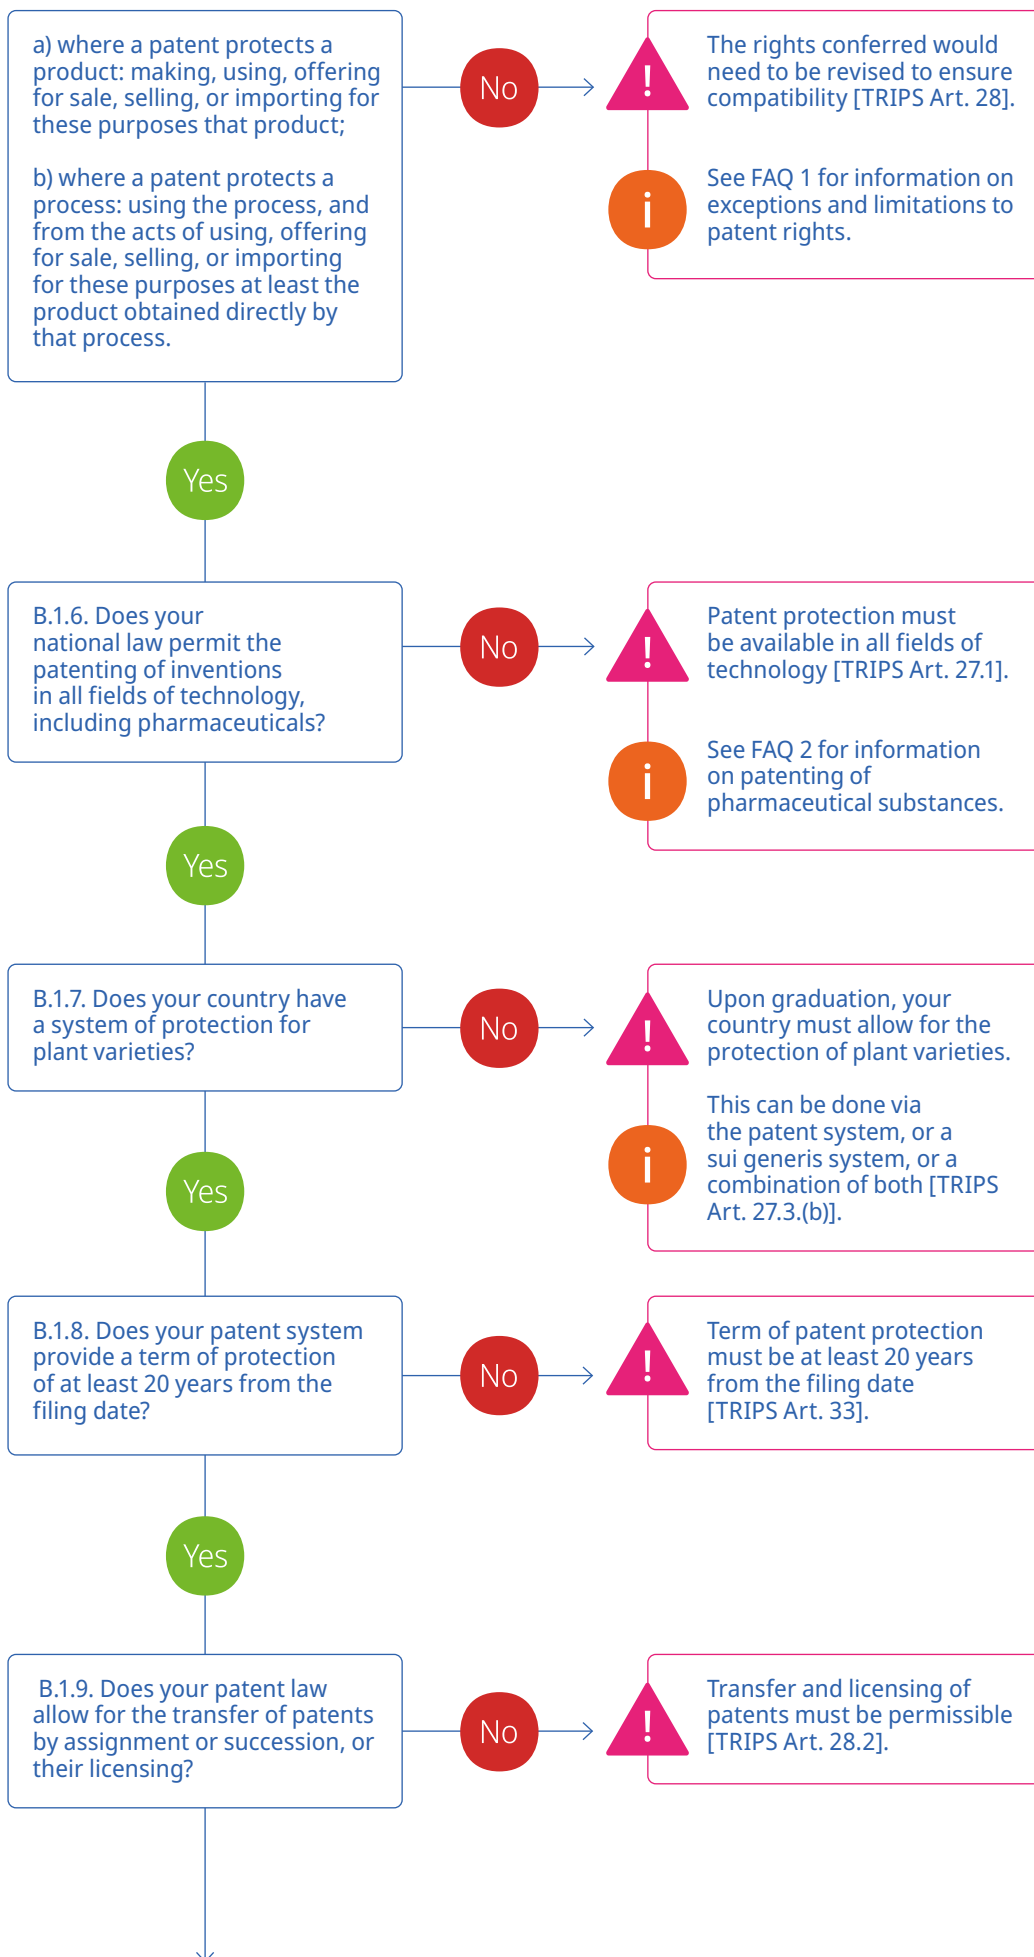 a) where a patent protects a
product: making, using, offering
for sale, selling, or importing for
these purposes that product;
b) where a patent protects a
process: using the process, and
from the acts of using, offering
for sale, selling, or importing
for these purposes at least the
product obtained directly by
that process.
No
!
The rights conferred would
need to be revised to ensure
compatibility [TRIPS Art. 28].
i
See FAQ 1 for information on
exceptions and limitations to
patent rights.
Yes
B.1.6. Does your
national law permit the
patenting of inventions
in all fields of technology,
including pharmaceuticals?
No
!
Patent protection must
be available in all fields of
technology [TRIPS Art. 27.1].
i
See FAQ 2 for information
on patenting of
pharmaceutical substances.
Yes
B.1.7. Does your country have
a system of protection for
plant varieties?
No
!
Upon graduation, your
country must allow for the
protection of plant varieties.
i
This can be done via
the patent system, or a
sui generis system, or a
combination of both [TRIPS
Art. 27.3.(b)].
Yes
B.1.8. Does your patent system
provide a term of protection
of at least 20 years from the
filing date?
No
!
Term of patent protection
must be at least 20 years
from the filing date
[TRIPS Art. 33].
Yes
B.1.9. Does your patent law
allow for the transfer of patents
by assignment or succession, or
their licensing?
No
!
Transfer and licensing of
patents must be permissible
[TRIPS Art. 28.2].